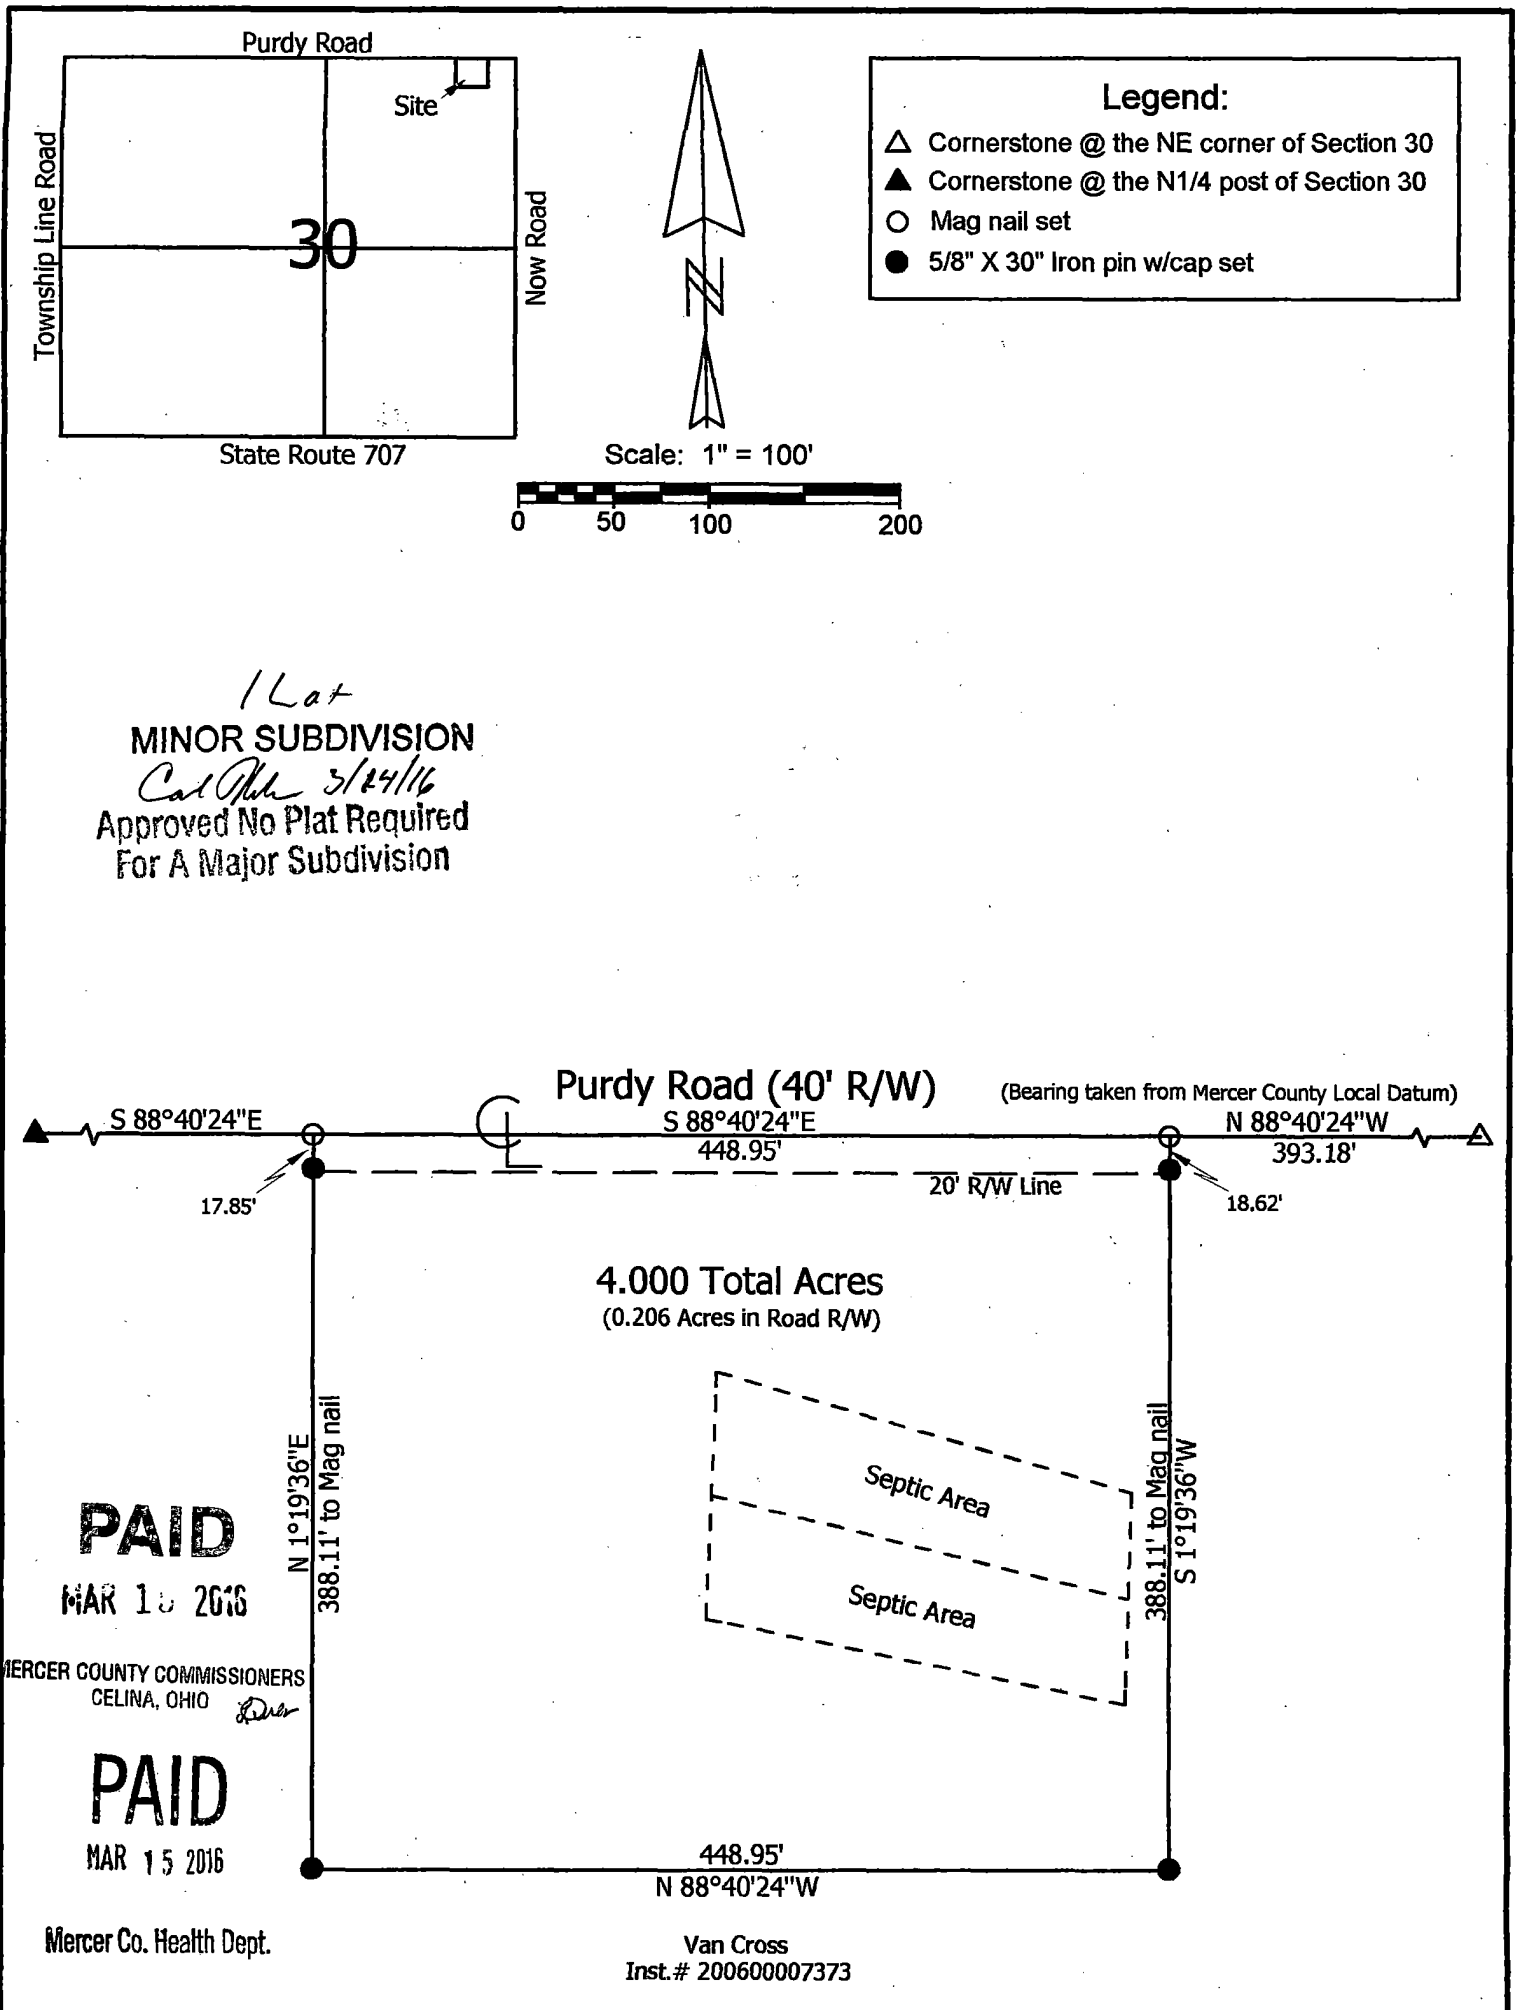 Purdy Road
Site
Township Line Road
30
Now Road
State Route 707
N
Scale: 1" = 100'
0 50 100 200
Legend:
△ Cornerstone @ the NE corner of Section 30
▲ Cornerstone @ the N1/4 post of Section 30
○ Mag nail set
● 5/8" X 30" Iron pin w/cap set
1 Lot
MINOR SUBDIVISION
3/24/16
Approved No Plat Required
For A Major Subdivision
Purdy Road (40' R/W)
(Bearing taken from Mercer County Local Datum)
S 88°40'24"E
S 88°40'24"E
448.95'
N 88°40'24"W
393.18'
17.85'
20' R/W Line
18.62'
4.000 Total Acres
(0.206 Acres in Road R/W)
N 1°19'36"E
388.11' to Mag nail
Septic Area
Septic Area
388.11' to Mag nail
S 1°19'36"W
PAID
MAR 2016
MERCER COUNTY COMMISSIONERS
CELINA, OHIO
PAID
MAR 15 2016
Mercer Co. Health Dept.
448.95'
N 88°40'24"W
Van Cross
Inst.# 200600007373